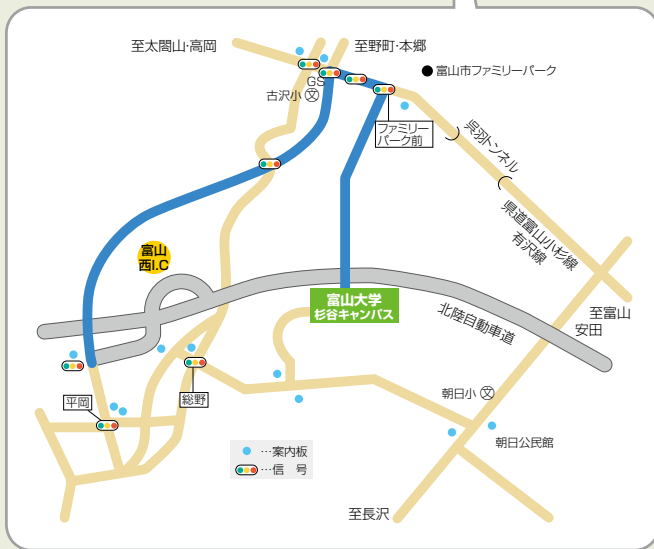 至太閤山·高岡
至野町·本郷
GS
古沢小
文
富山市ファミリーパーク
ファミリー
パーク前
呉羽トンネル
県道富山小杉線
有沢線
富山
西I.C
富山大学
杉谷キャンパス
北陸自動車道
至富山
安田
平岡
総野
朝日小
文
朝日公民館
…案内板
…信　号
至長沢